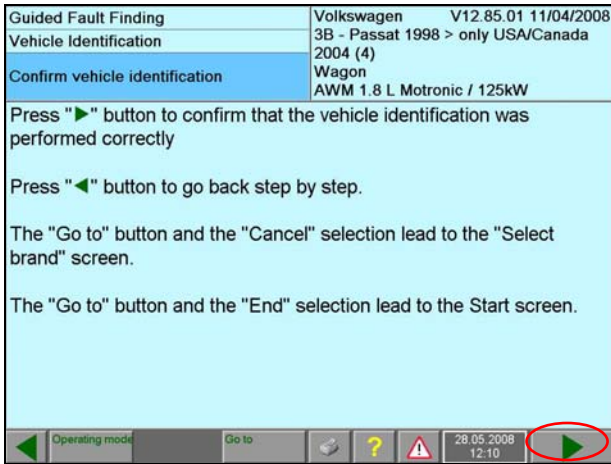 Guided Fault Finding
Volkswagen V12.85.01 11/04/2008
Vehicle Identification
3B - Passat 1998 > only USA/Canada
2004 (4)
Confirm vehicle identification
Wagon
AWM 1.8 L Motronic / 125kW
Press "▶" button to confirm that the vehicle identification was
performed correctly
Press "◀" button to go back step by step.
The "Go to" button and the "Cancel" selection lead to the "Select
brand" screen.
The "Go to" button and the "End" selection lead to the Start screen.
Operating mode
Go to
?
28.05.2008
12:10